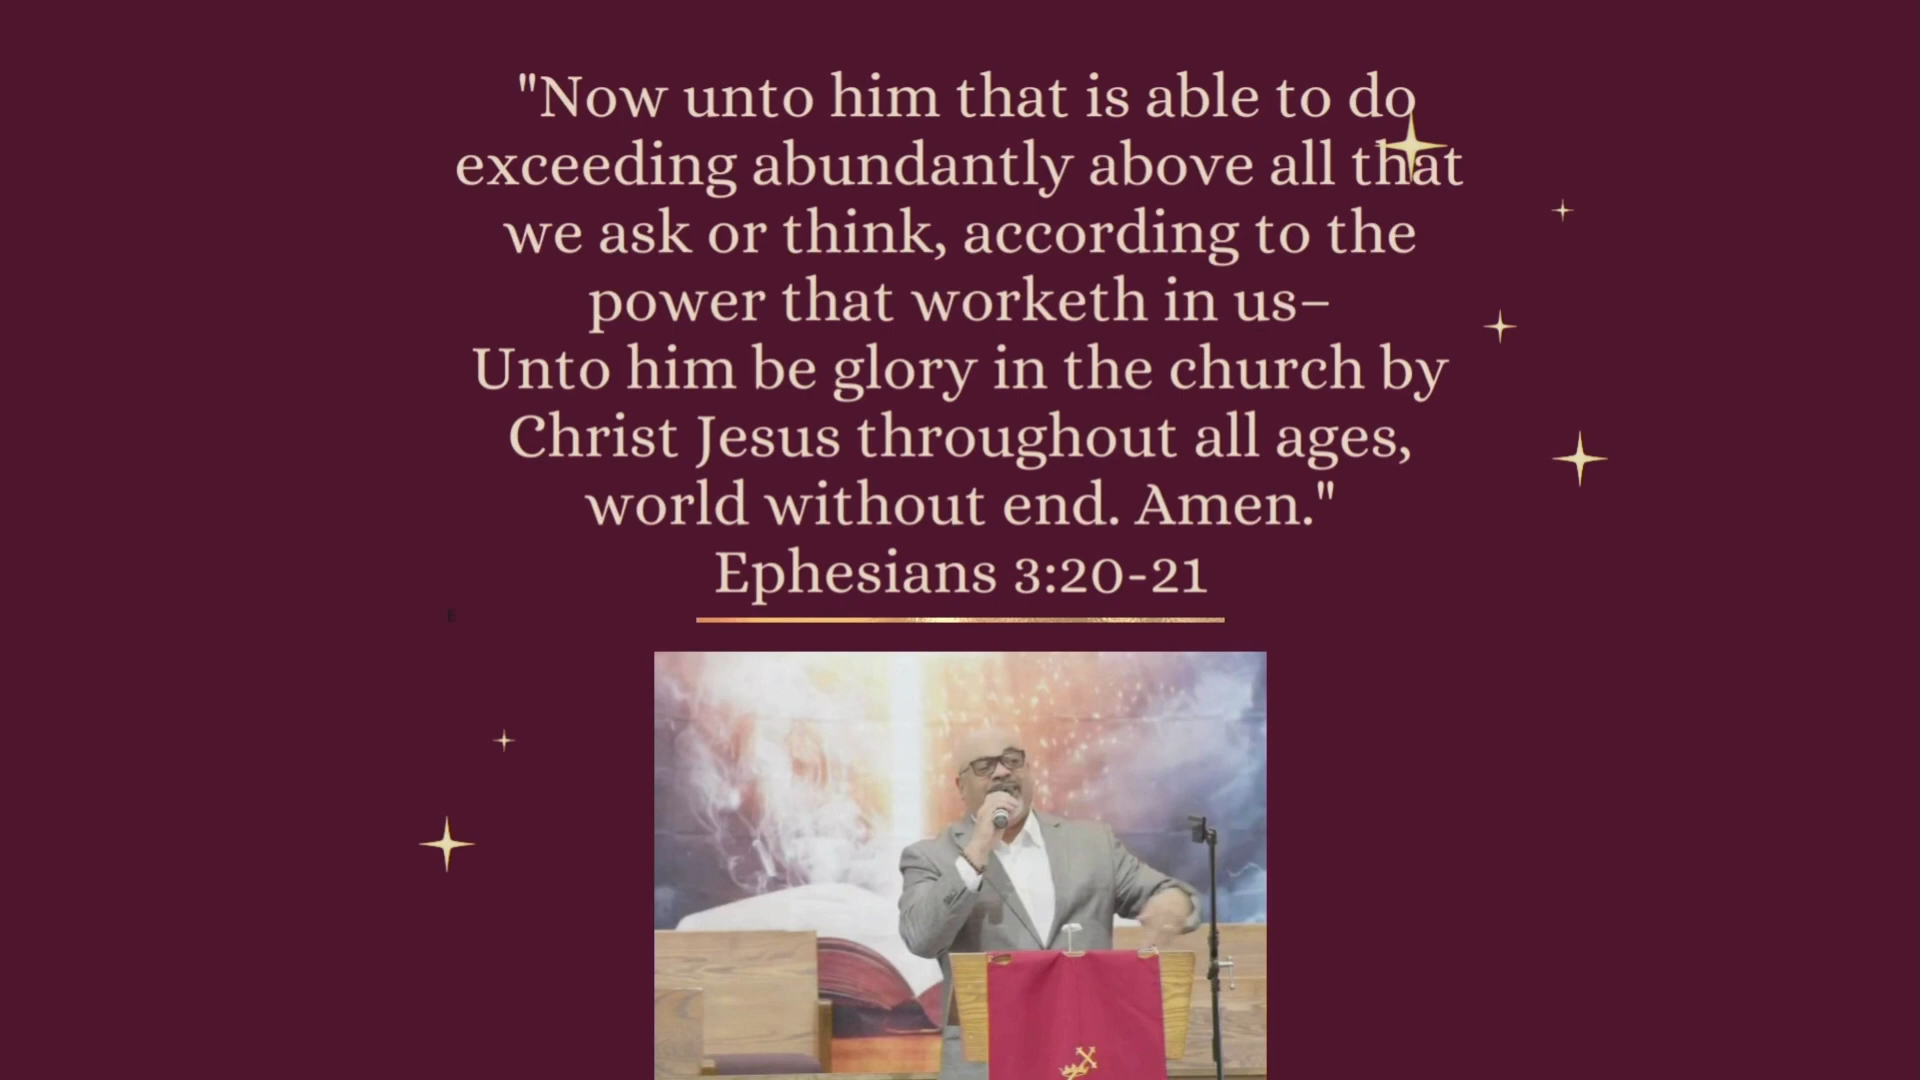 "Now unto him that is able to do
exceeding abundantly above all that
we ask or think, according to the
power that worketh in us–
Unto him be glory in the church by
Christ Jesus throughout all ages,
world without end. Amen."
Ephesians 3:20-21